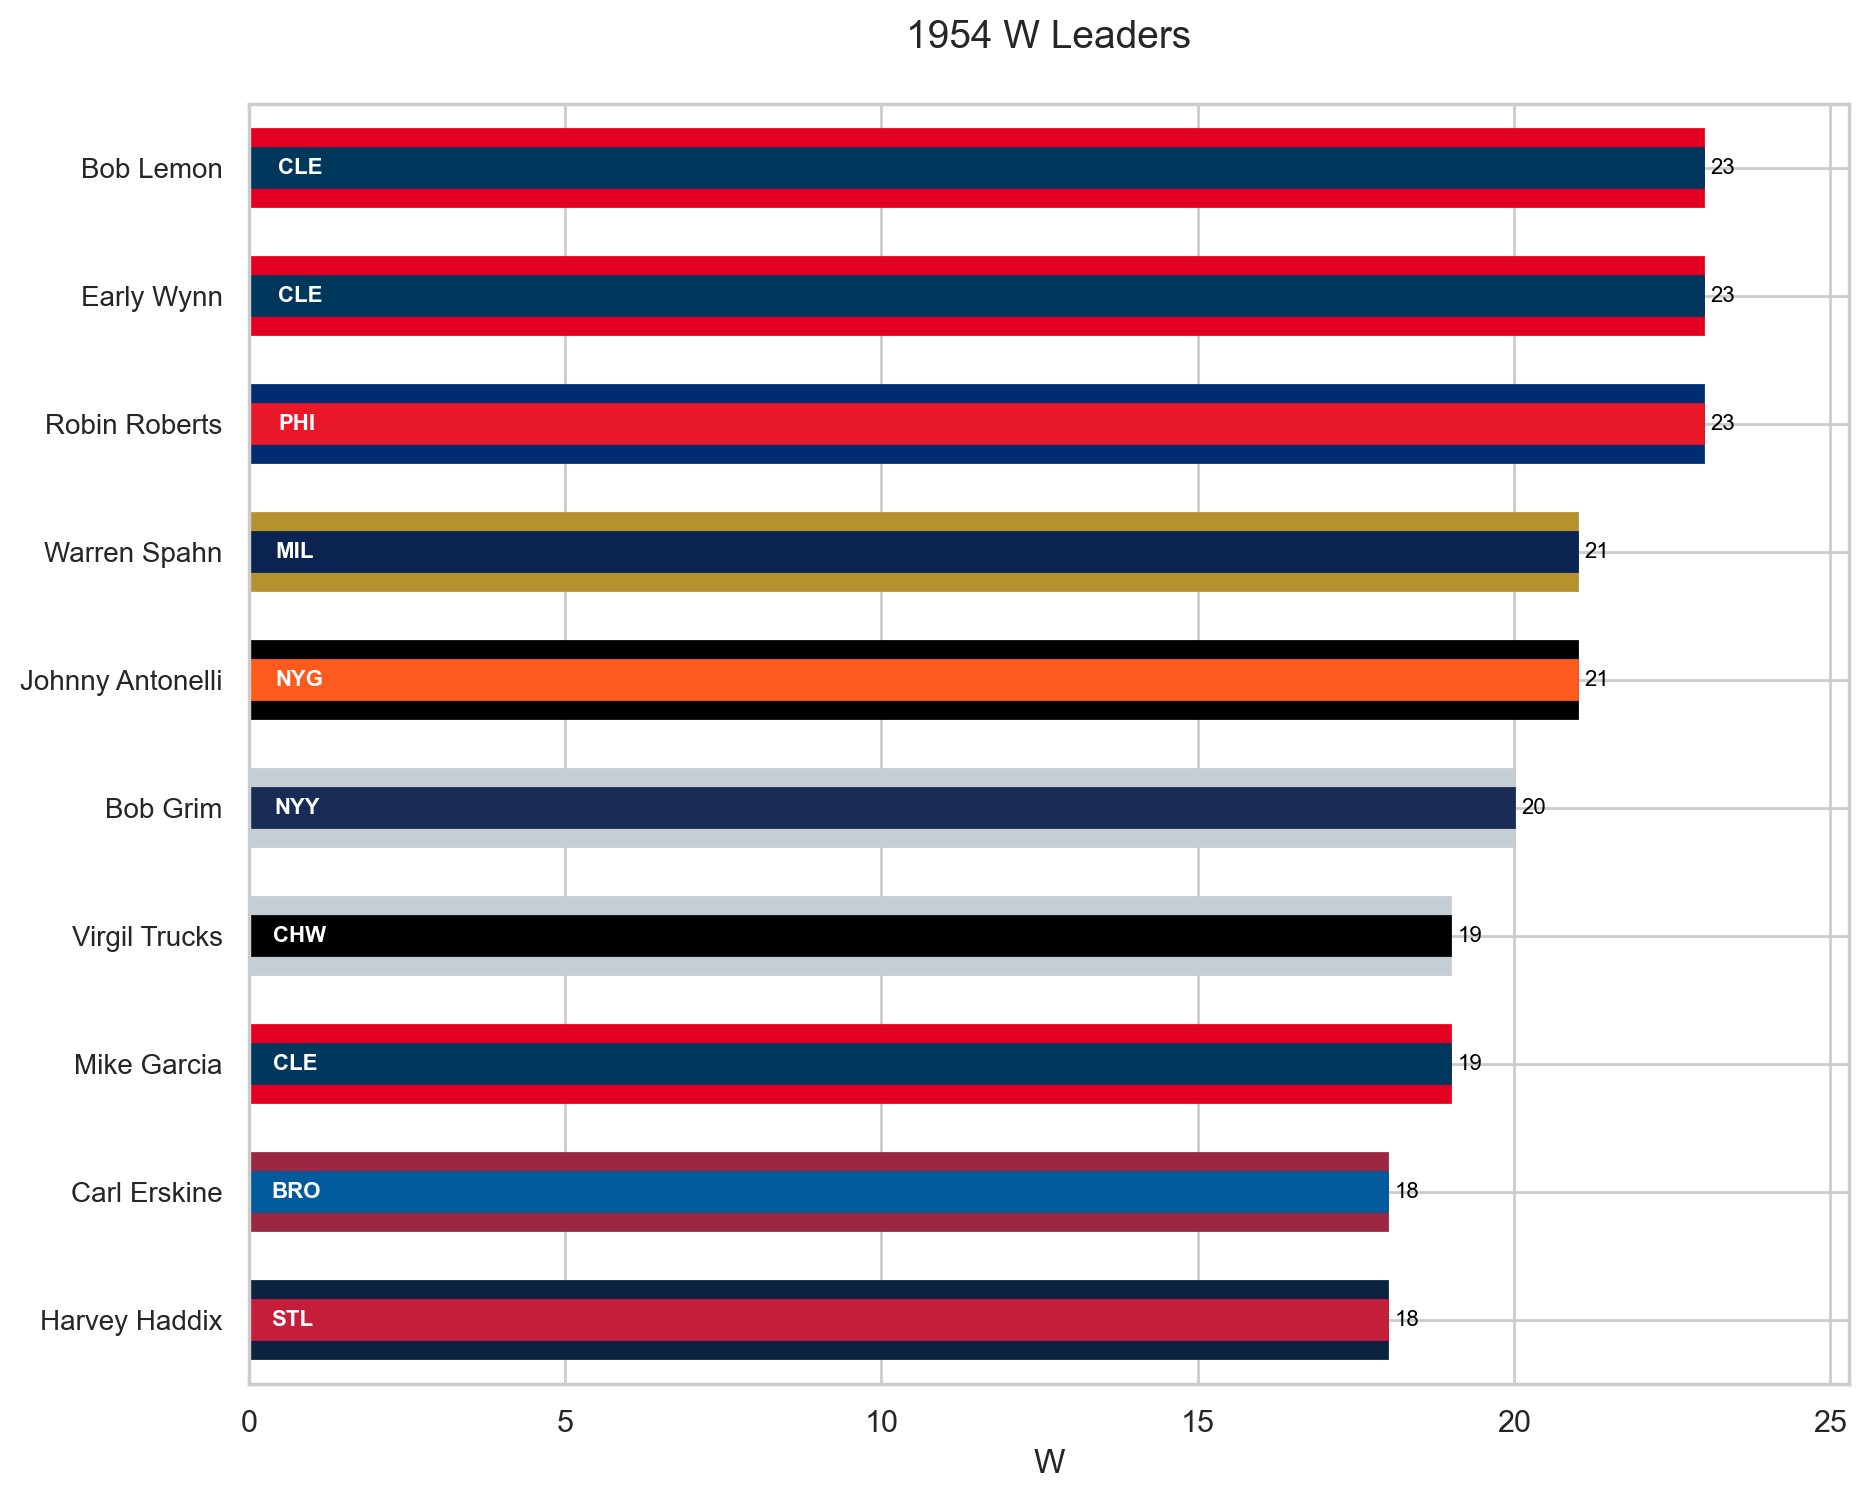 1954 W Leaders
Bob Lemon CLE 23
Early Wynn CLE 23
Robin Roberts PHI 23
Warren Spahn MIL 21
Johnny Antonelli NYG 21
Bob Grim NYY 20
Virgil Trucks CHW 19
Mike Garcia CLE 19
Carl Erskine BRO 18
Harvey Haddix STL 18
0 5 10 15 20 25
W